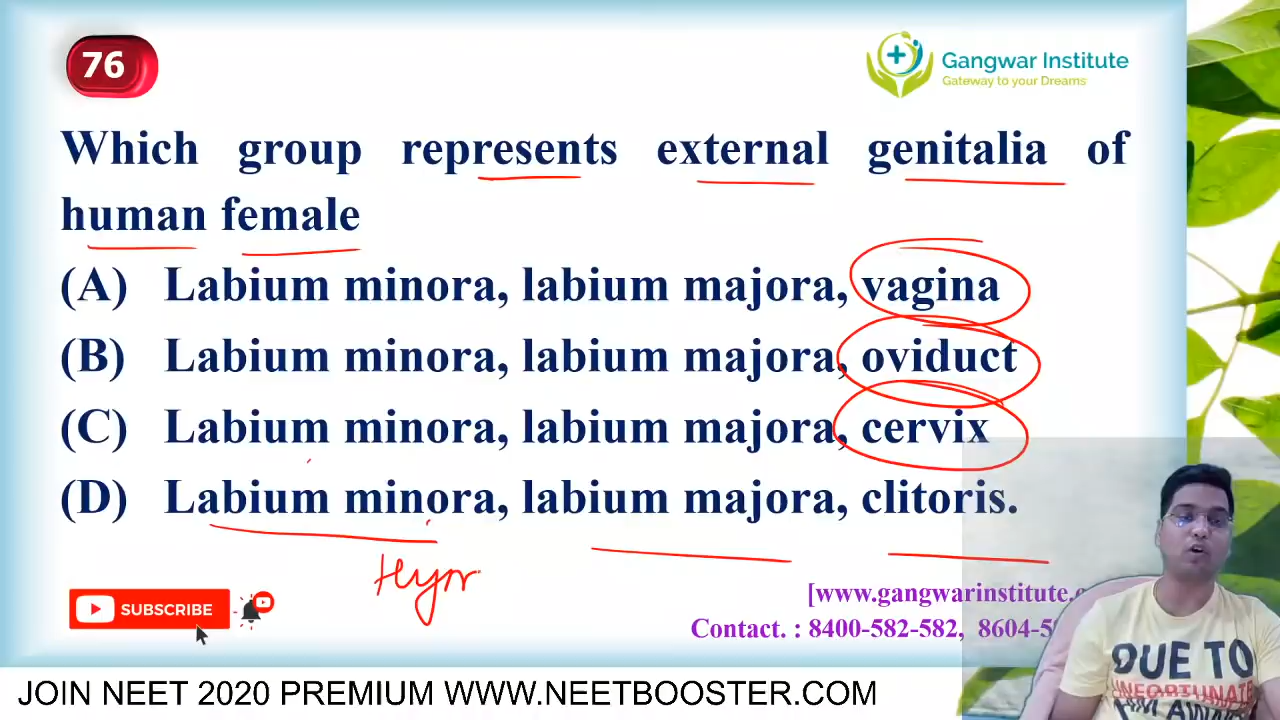 76
Gangwar Institute
Gateway to your Dreams
Which group represents external genitalia of
human female
(A) Labium minora, labium majora, vagina
(B) Labium minora, labium majora, oviduct
(C) Labium minora, labium majora, cervix
(D) Labium minora, labium majora, clitoris.
SUBSCRIBE
[www.gangwarinstitute.c
Contact. : 8400-582-582, 8604-5
DUE TO
UNFORTUNATE
JOIN NEET 2020 PREMIUM WWW.NEETBOOSTER.COM